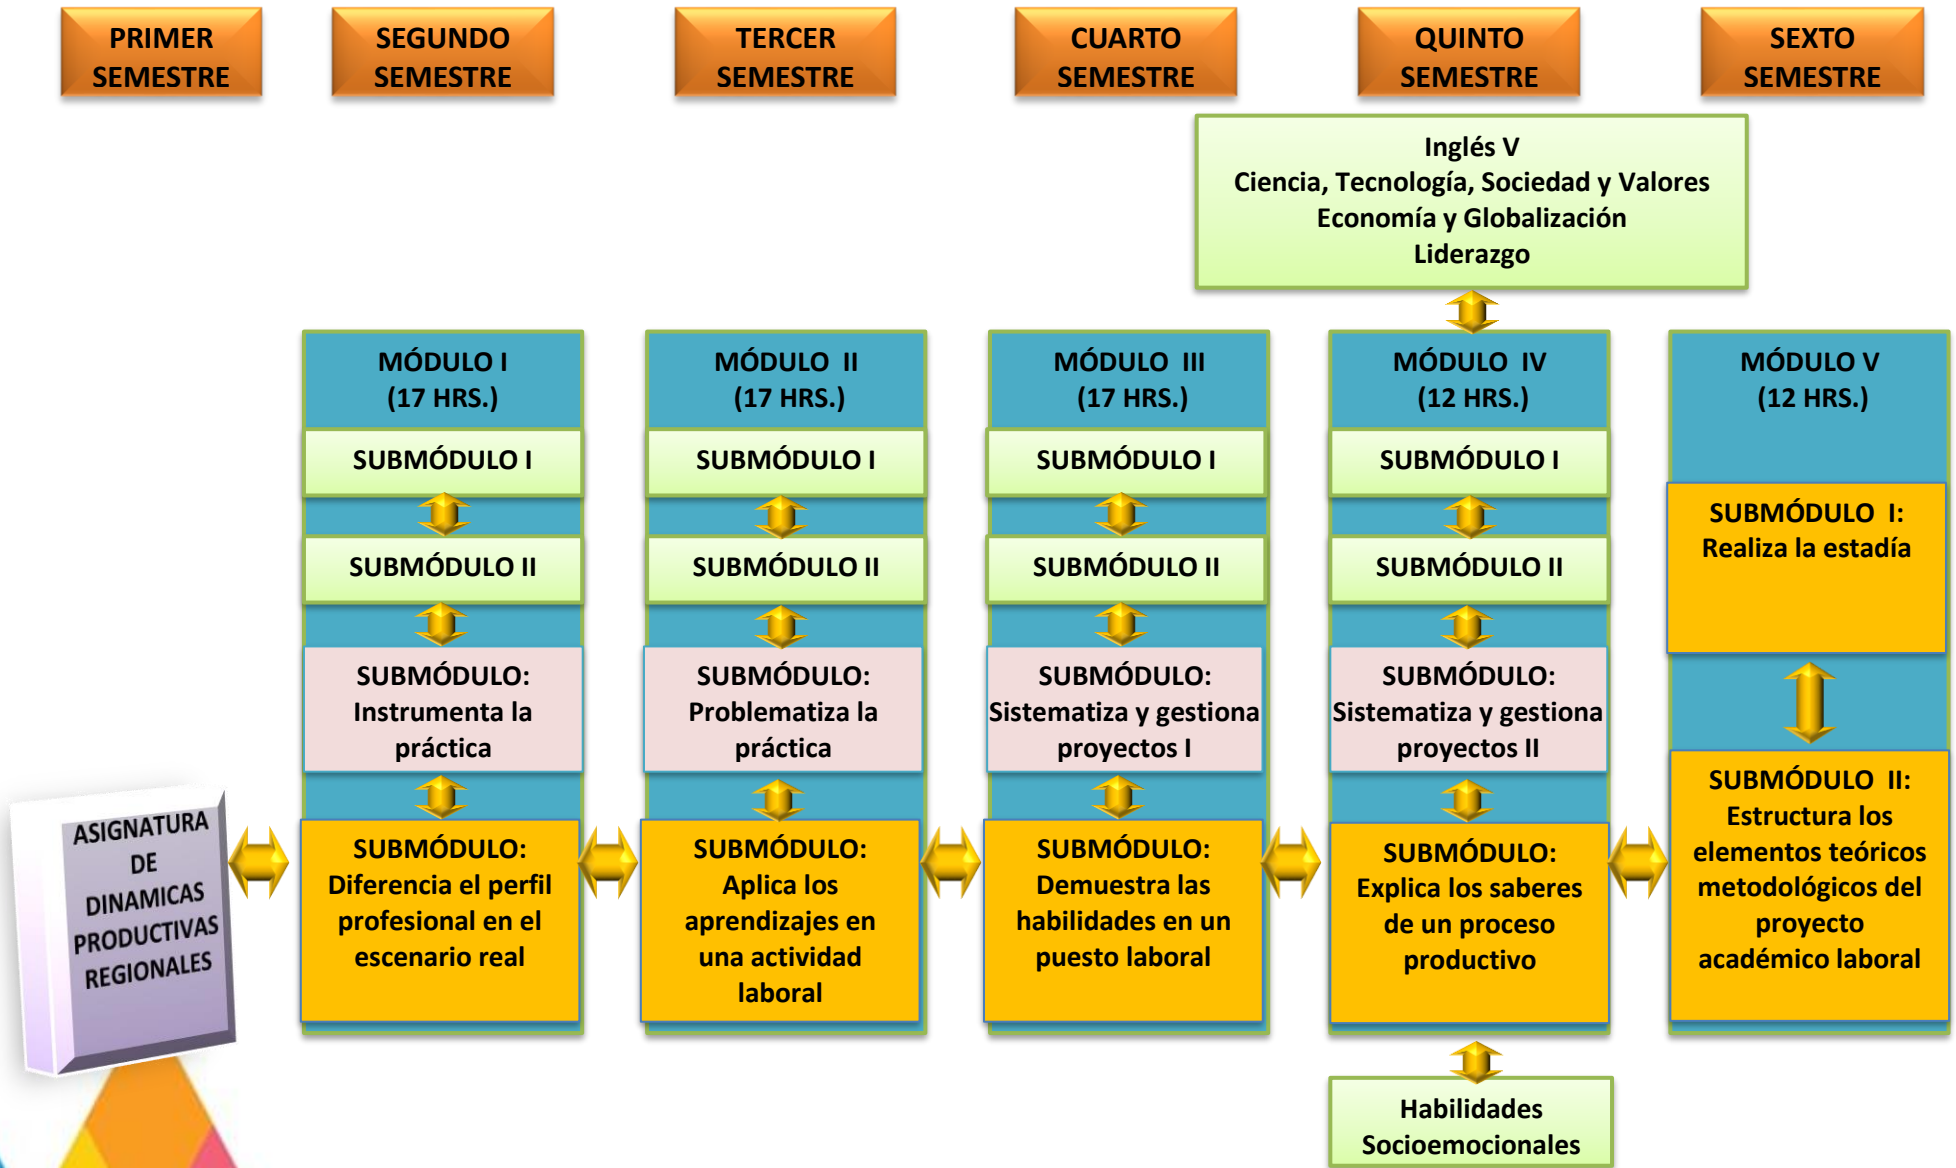 PRIMER
SEMESTRE
SEGUNDO
SEMESTRE
TERCER
SEMESTRE
CUARTO
SEMESTRE
QUINTO
SEMESTRE
SEXTO
SEMESTRE
Inglés V
Ciencia, Tecnología, Sociedad y Valores
Economía y Globalización
Liderazgo
ASIGNATURA
DE
DINAMICAS
PRODUCTIVAS
REGIONALES
MÓDULO I
(17 HRS.)
SUBMÓDULO I
SUBMÓDULO II
SUBMÓDULO:
Instrumenta la
práctica
SUBMÓDULO:
Diferencia el perfil
profesional en el
escenario real
MÓDULO II
(17 HRS.)
SUBMÓDULO I
SUBMÓDULO II
SUBMÓDULO:
Problematiza la
práctica
SUBMÓDULO:
Aplica los
aprendizajes en
una actividad
laboral
MÓDULO III
(17 HRS.)
SUBMÓDULO I
SUBMÓDULO II
SUBMÓDULO:
Sistematiza y gestiona
proyectos I
SUBMÓDULO:
Demuestra las
habilidades en un
puesto laboral
MÓDULO IV
(12 HRS.)
SUBMÓDULO I
SUBMÓDULO II
SUBMÓDULO:
Sistematiza y gestiona
proyectos II
SUBMÓDULO:
Explica los saberes
de un proceso
productivo
Habilidades
Socioemocionales
MÓDULO V
(12 HRS.)
SUBMÓDULO I:
Realiza la estadía
SUBMÓDULO II:
Estructura los
elementos teóricos
metodológicos del
proyecto
académico laboral